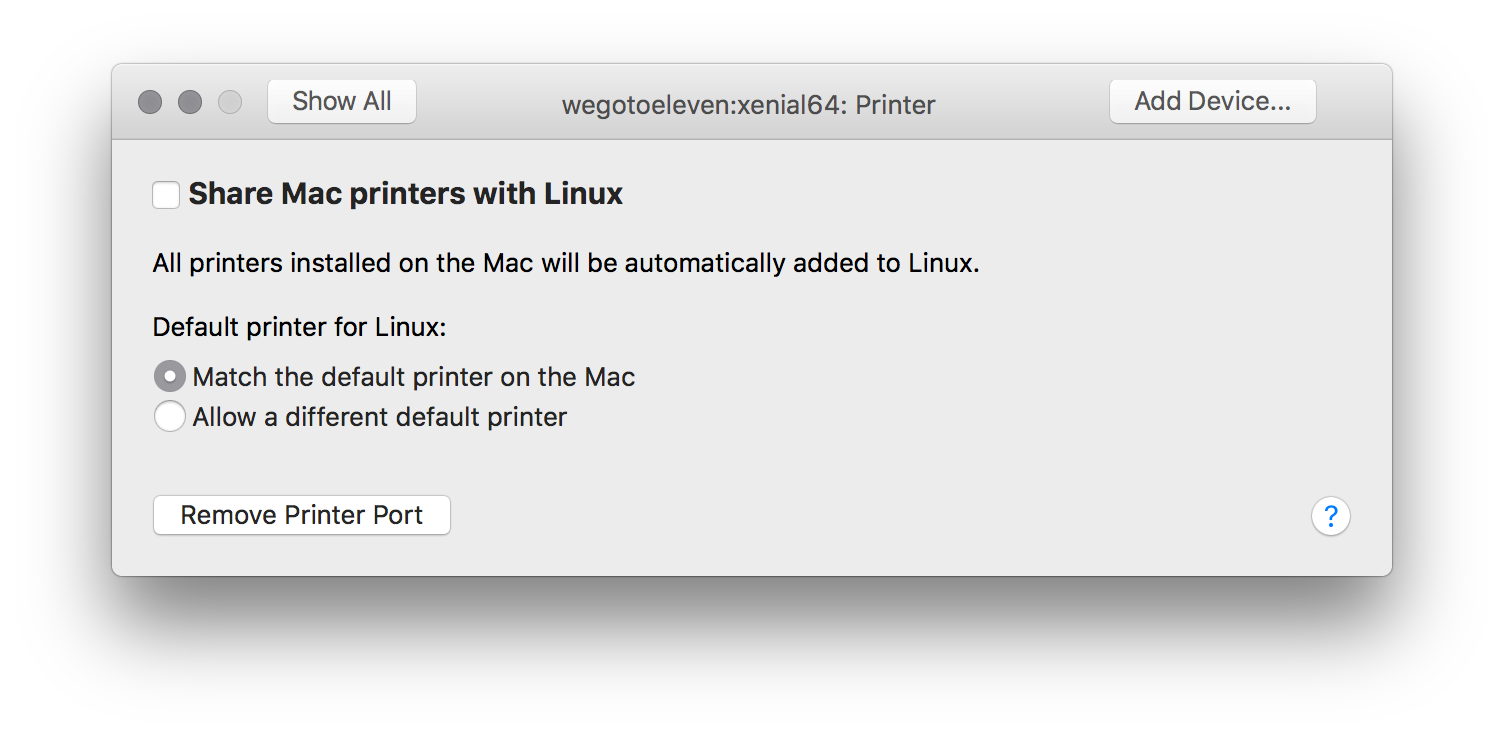 Show All
wegotoeleven:xenial64: Printer
Add Device...
Share Mac printers with Linux
All printers installed on the Mac will be automatically added to Linux.
Default printer for Linux:
Match the default printer on the Mac
Allow a different default printer
Remove Printer Port
?